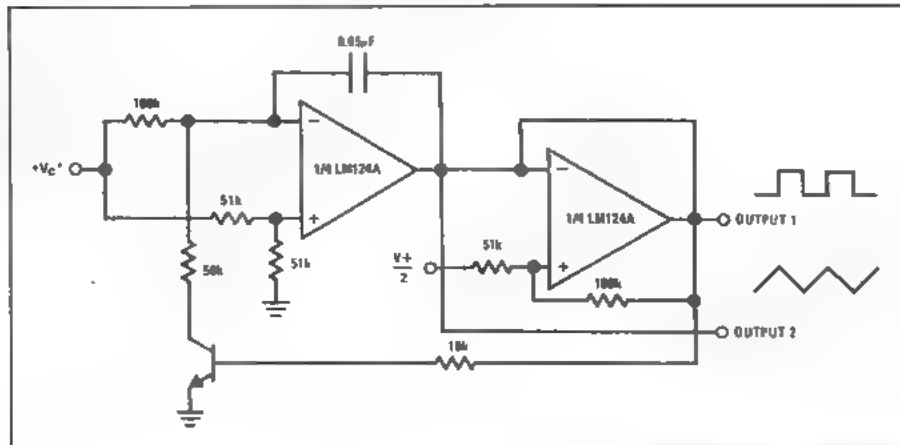 0.05μF
100k
+VC*
1/4 LM124A
51k
51k
50k
V+
2
51k
1/4 LM124A
100k
OUTPUT 1
OUTPUT 2
10k